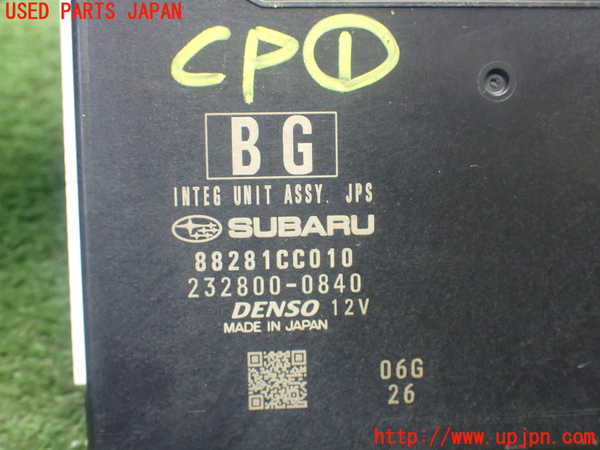 USED PARTS JAPAN
CP①
BG
INTEG UNIT ASSY. JPS
SUBARU
88281CC010
232800-0840
DENSO 12V
MADE IN JAPAN
06G
26
http://www.upjpn.com/